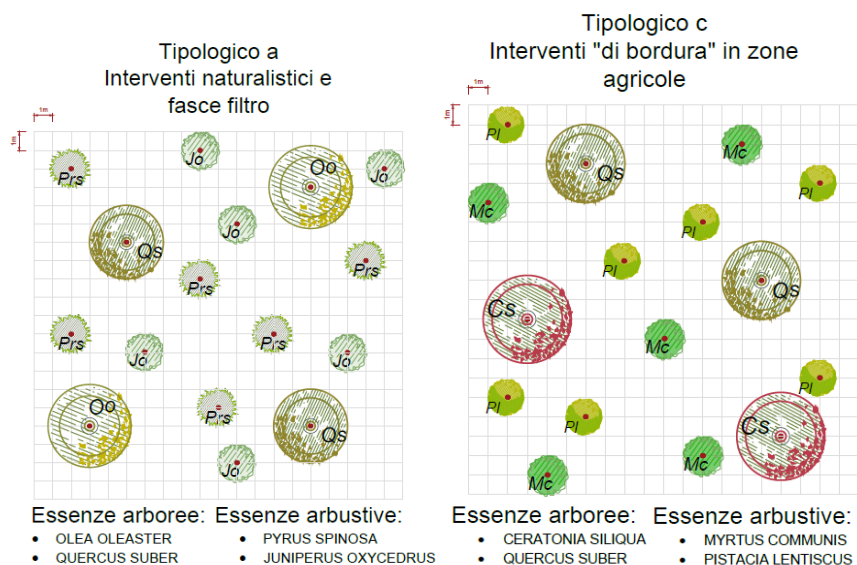 Tipologico a
Interventi naturalistici e
fasce filtro
1m
1m
Jo
Oo
Prs
Jo
Jo
Qs
Prs
Prs
Prs
Prs
Jo
Jo
Oo
Prs
Qs
Jo
Essenze arboree:
OLEA OLEASTER
QUERCUS SUBER
Essenze arbustive:
PYRUS SPINOSA
JUNIPERUS OXYCEDRUS
Tipologico c
Interventi "di bordura" in zone
agricole
1m
1m
Pl
Mc
Qs
Pl
Mc
Pl
Pl
Qs
Cs
Mc
Pl
Pl
Pl
Cs
Mc
Mc
Essenze arboree:
CERATONIA SILIQUA
QUERCUS SUBER
Essenze arbustive:
MYRTUS COMMUNIS
PISTACIA LENTISCUS